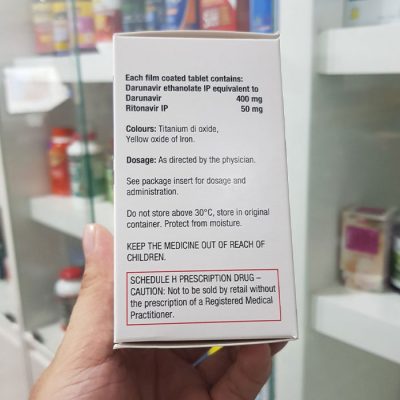 Each film coated tablet contains:
Darunavir ethanolate IP equivalent to
Darunavir 400 mg
Ritonavir IP 50 mg
Colours: Titanium di oxide,
Yellow oxide of Iron.
Dosage: As directed by the physician.
See package insert for dosage and
administration.
Do not store above 30°C, store in original
container. Protect from moisture.
KEEP THE MEDICINE OUT OF REACH OF
CHILDREN.
SCHEDULE H PRESCRIPTION DRUG –
CAUTION: Not to be sold by retail without
the prescription of a Registered Medical
Practitioner.